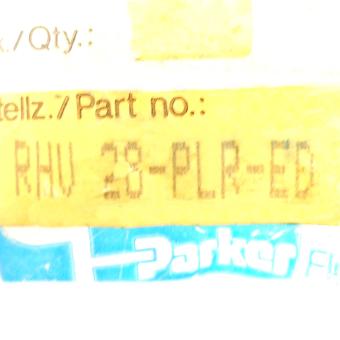 k./Qty.:
tellz./Part no.:
RHV 28-PLR-ED
Parker